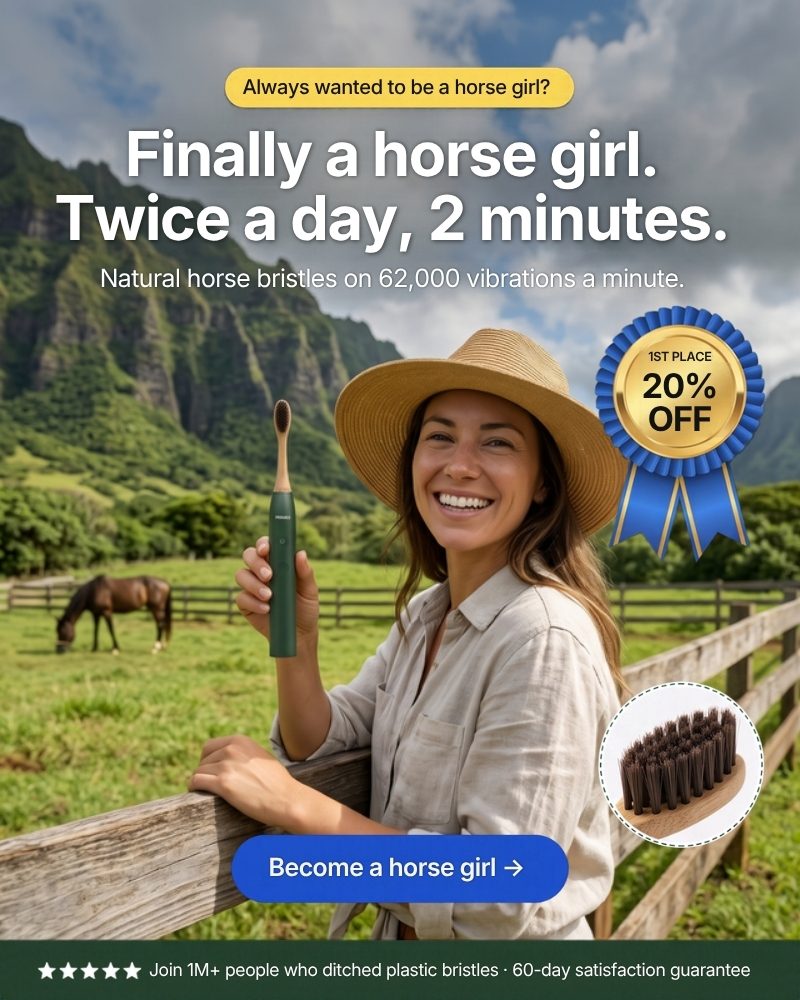 Always wanted to be a horse girl?
Finally a horse girl.
Twice a day, 2 minutes.
Natural horse bristles on 62,000 vibrations a minute.
1ST PLACE
20%
OFF
Become a horse girl →
★★★★★ Join 1M+ people who ditched plastic bristles · 60-day satisfaction guarantee